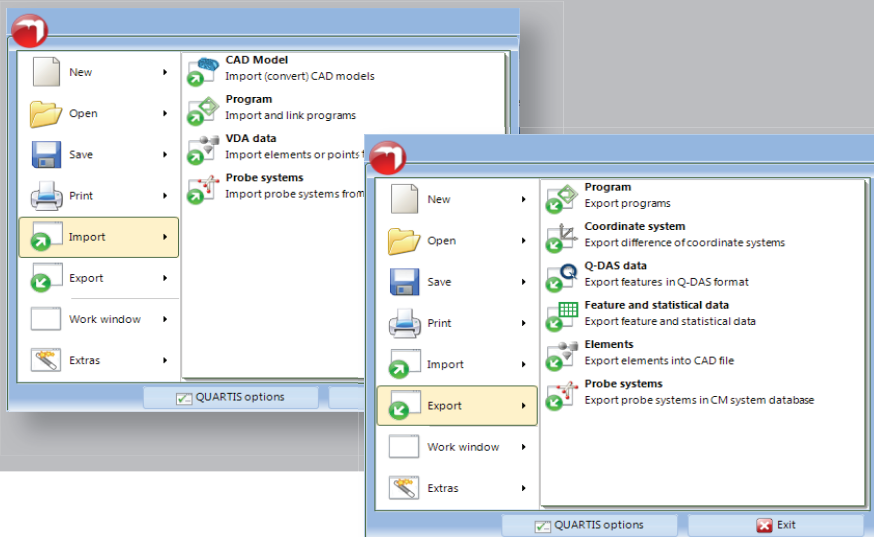 New
Open
Save
Print
Import
Export
Work window
Extras
CAD Model
Import (convert) CAD models
Program
Import and link programs
VDA data
Import elements or points
Probe systems
Import probe systems from
QUARTIS options
New
Open
Save
Print
Import
Export
Work window
Extras
Program
Export programs
Coordinate system
Export difference of coordinate systems
Q-DAS data
Export features in Q-DAS format
Feature and statistical data
Export feature and statistical data
Elements
Export elements into CAD file
Probe systems
Export probe systems in CM system database
QUARTIS options
Exit